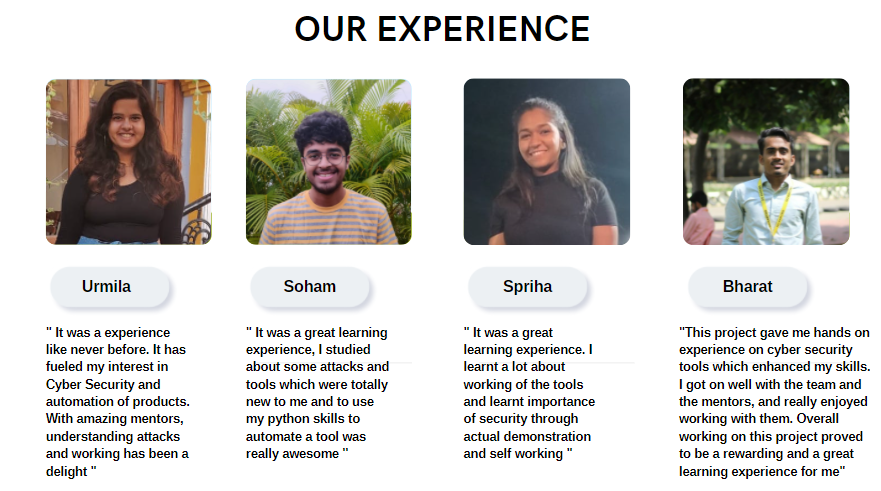 OUR EXPERIENCE
Urmila
" It was a experience
like never before. It has
fueled my interest in
Cyber Security and
automation of products.
With amazing mentors,
understanding attacks
and working has been a
delight "
Soham
" It was a great learning
experience, I studied
about some attacks and
tools which were totally
new to me and to use
my python skills to
automate a tool was
really awesome "
Spriha
" It was a great
learning experience. I
learnt a lot about
working of the tools
and learnt importance
of security through
actual demonstration
and self working "
Bharat
"This project gave me hands on
experience on cyber security
tools which enhanced my skills.
I got on well with the team and
the mentors, and really enjoyed
working with them. Overall
working on this project proved
to be a rewarding and a great
learning experience for me"